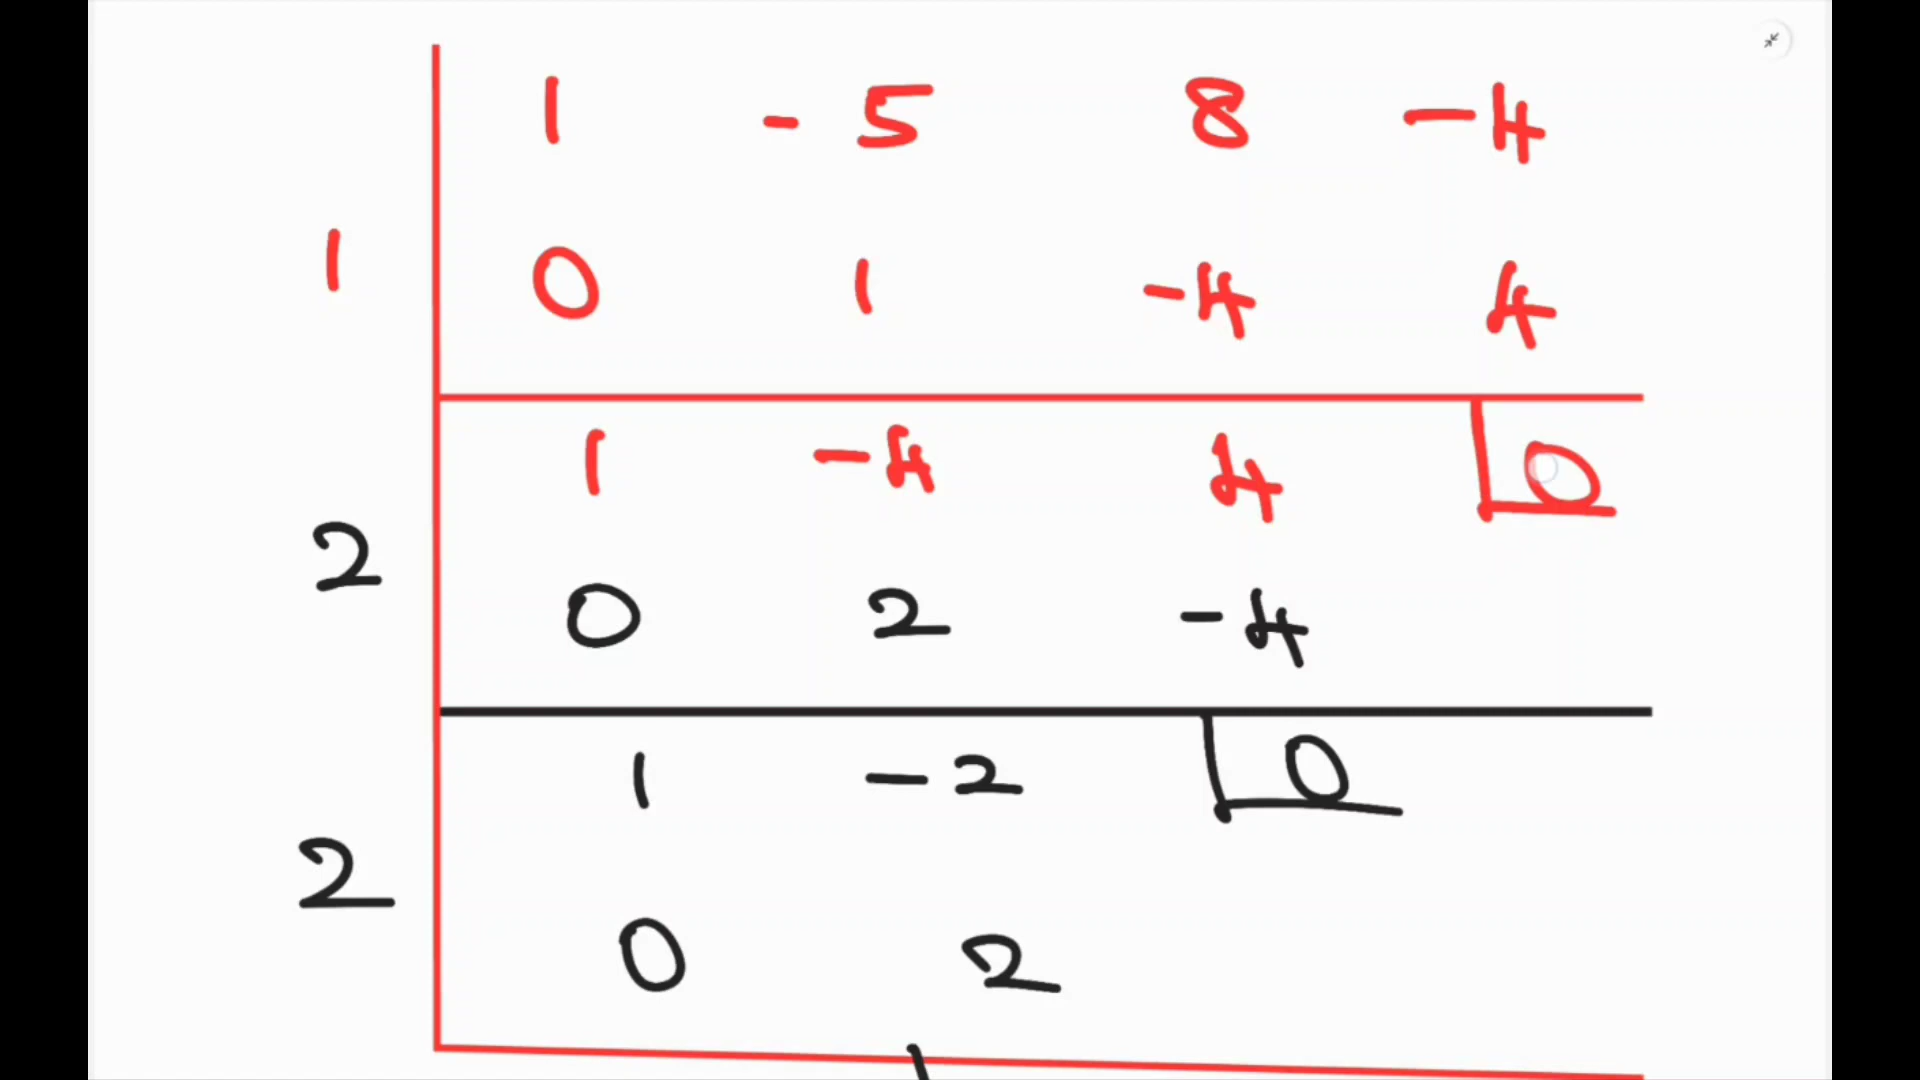 1 - 5 8 - 4
1 0 1 - 4 4
1 - 4 4 0
2 0 2 - 4
1 - 2 0
2 0 2